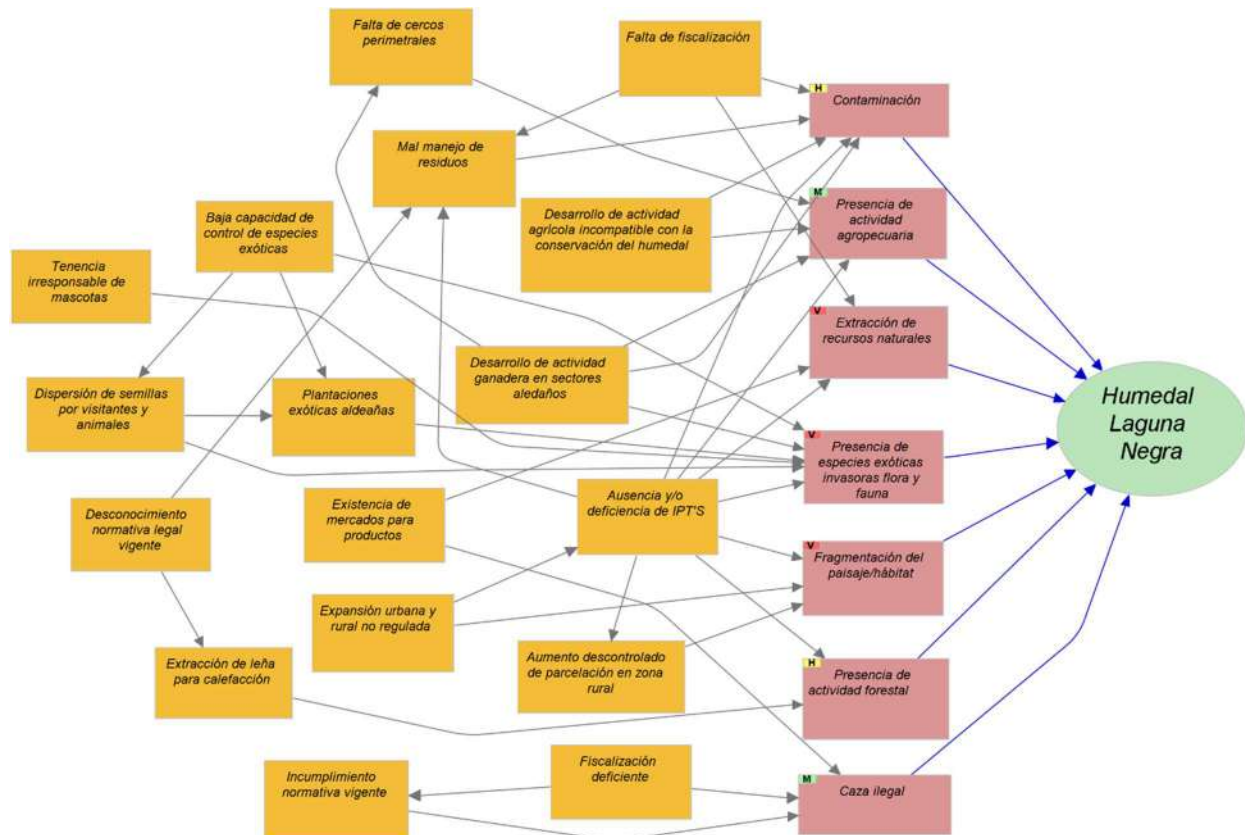 Falta de cercos
perimetrales
Falta de fiscalización
H
Contaminación
Mal manejo de
residuos
M
Presencia de
actividad
agropecuaria
Baja capacidad de
control de especies
exóticas
Desarrollo de actividad
agrícola incompatible con la
conservación del humedal
Tenencia
irresponsable de
mascotas
V
Extracción de
recursos naturales
Desarrollo de actividad
ganadera en sectores
aledaños
Dispersión de semillas
por visitantes y
animales
Plantaciones
exóticas aldeañas
Humedal
Laguna
Negra
V
Presencia de
especies exóticas
invasoras flora y
fauna
Existencia de
mercados para
productos
Ausencia y/o
deficiencia de IPT'S
Desconocimiento
normativa legal
vigente
V
Fragmentación del
paisaje/hábitat
Expansión urbana y
rural no regulada
Extracción de leña
para calefacción
Aumento descontrolado
de parcelación en zona
rural
H
Presencia de
actividad forestal
Fiscalización
deficiente
Incumplimiento
normativa vigente
M
Caza ilegal